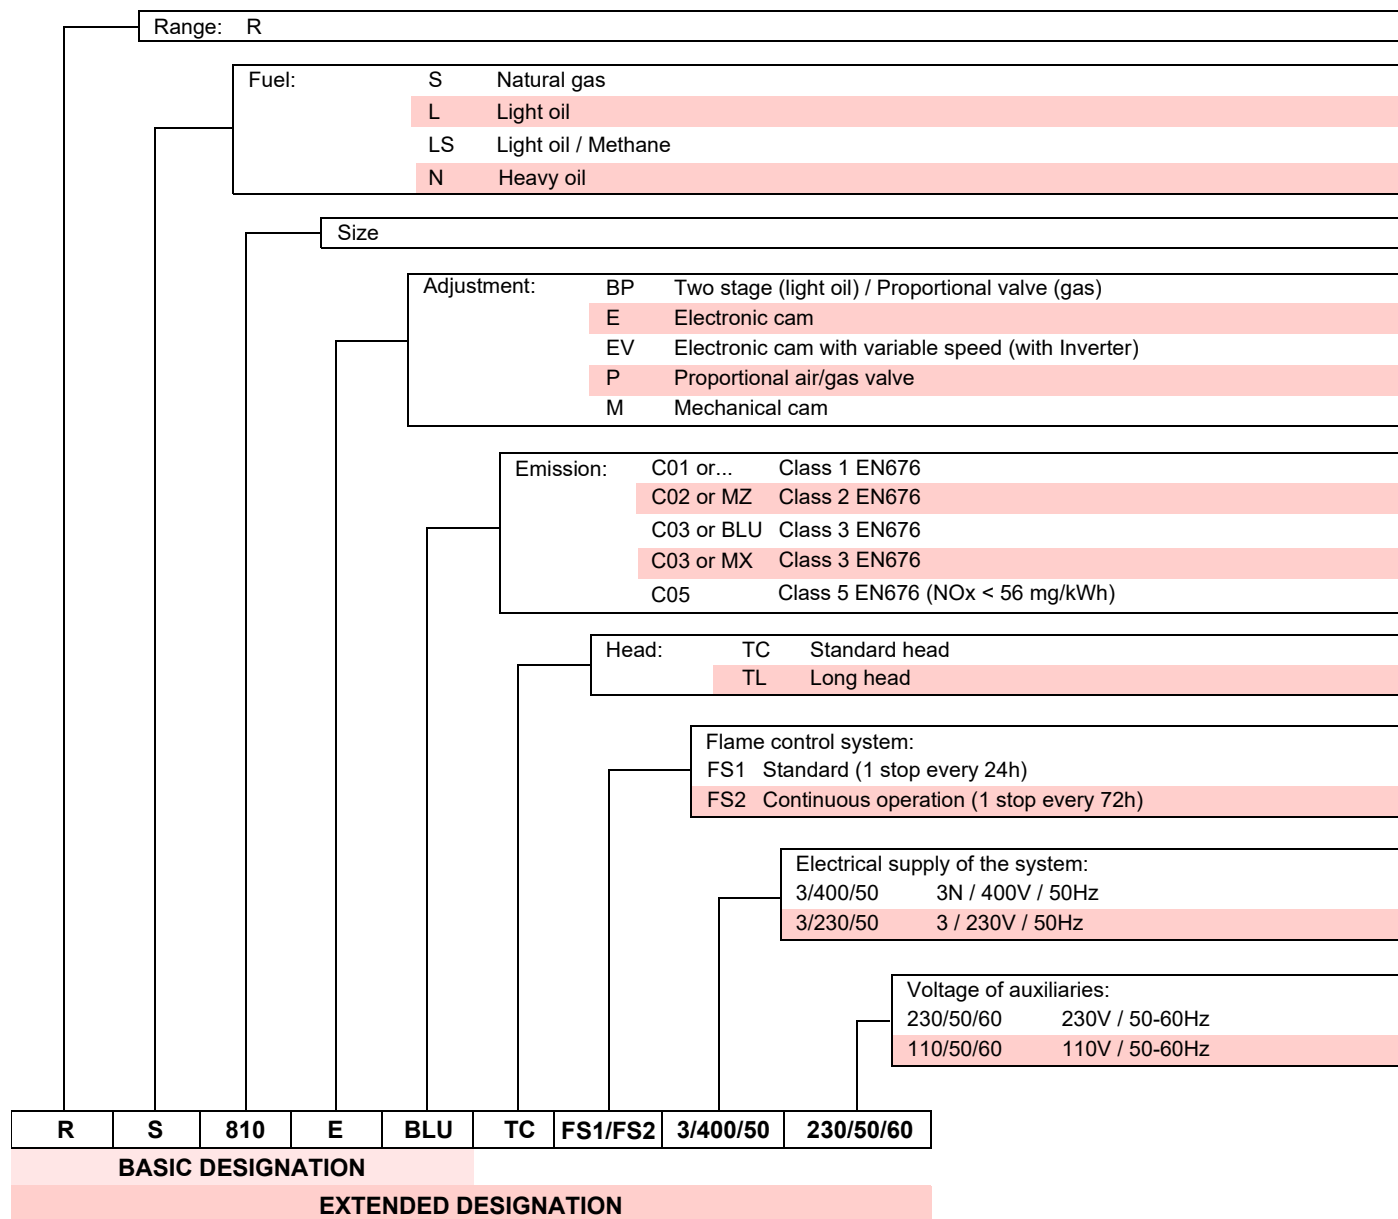 Range: R
Fuel: S Natural gas
L Light oil
LS Light oil / Methane
N Heavy oil
Size
Adjustment: BP Two stage (light oil) / Proportional valve (gas)
E Electronic cam
EV Electronic cam with variable speed (with Inverter)
P Proportional air/gas valve
M Mechanical cam
Emission: C01 or... Class 1 EN676
C02 or MZ Class 2 EN676
C03 or BLU Class 3 EN676
C03 or MX Class 3 EN676
C05 Class 5 EN676 (NOx < 56 mg/kWh)
Head: TC Standard head
TL Long head
Flame control system:
FS1 Standard (1 stop every 24h)
FS2 Continuous operation (1 stop every 72h)
Electrical supply of the system:
3/400/50 3N / 400V / 50Hz
3/230/50 3 / 230V / 50Hz
Voltage of auxiliaries:
230/50/60 230V / 50-60Hz
110/50/60 110V / 50-60Hz
R S 810 E BLU TC FS1/FS2 3/400/50 230/50/60
BASIC DESIGNATION
EXTENDED DESIGNATION